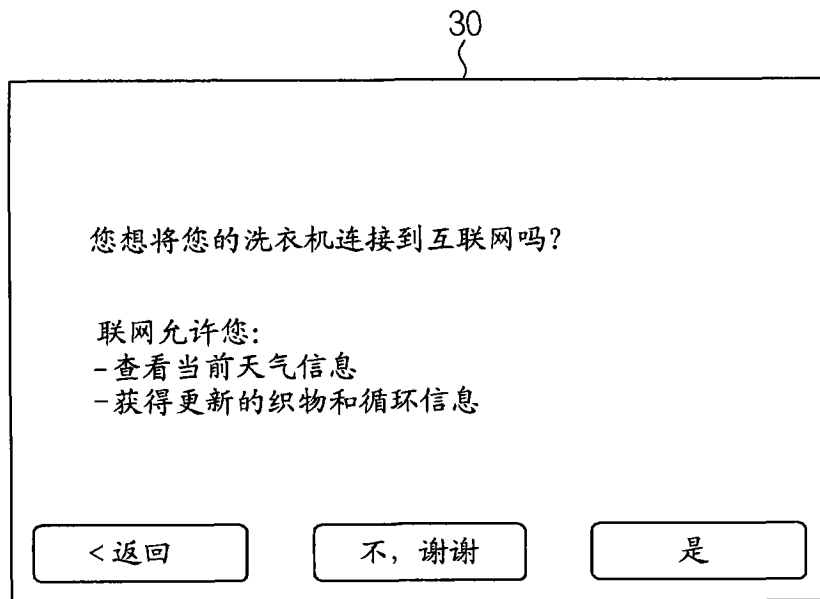 30
您想将您的洗衣机连接到互联网吗?
联网允许您:
-查看当前天气信息
-获得更新的织物和循环信息
<返回
不, 谢谢
是